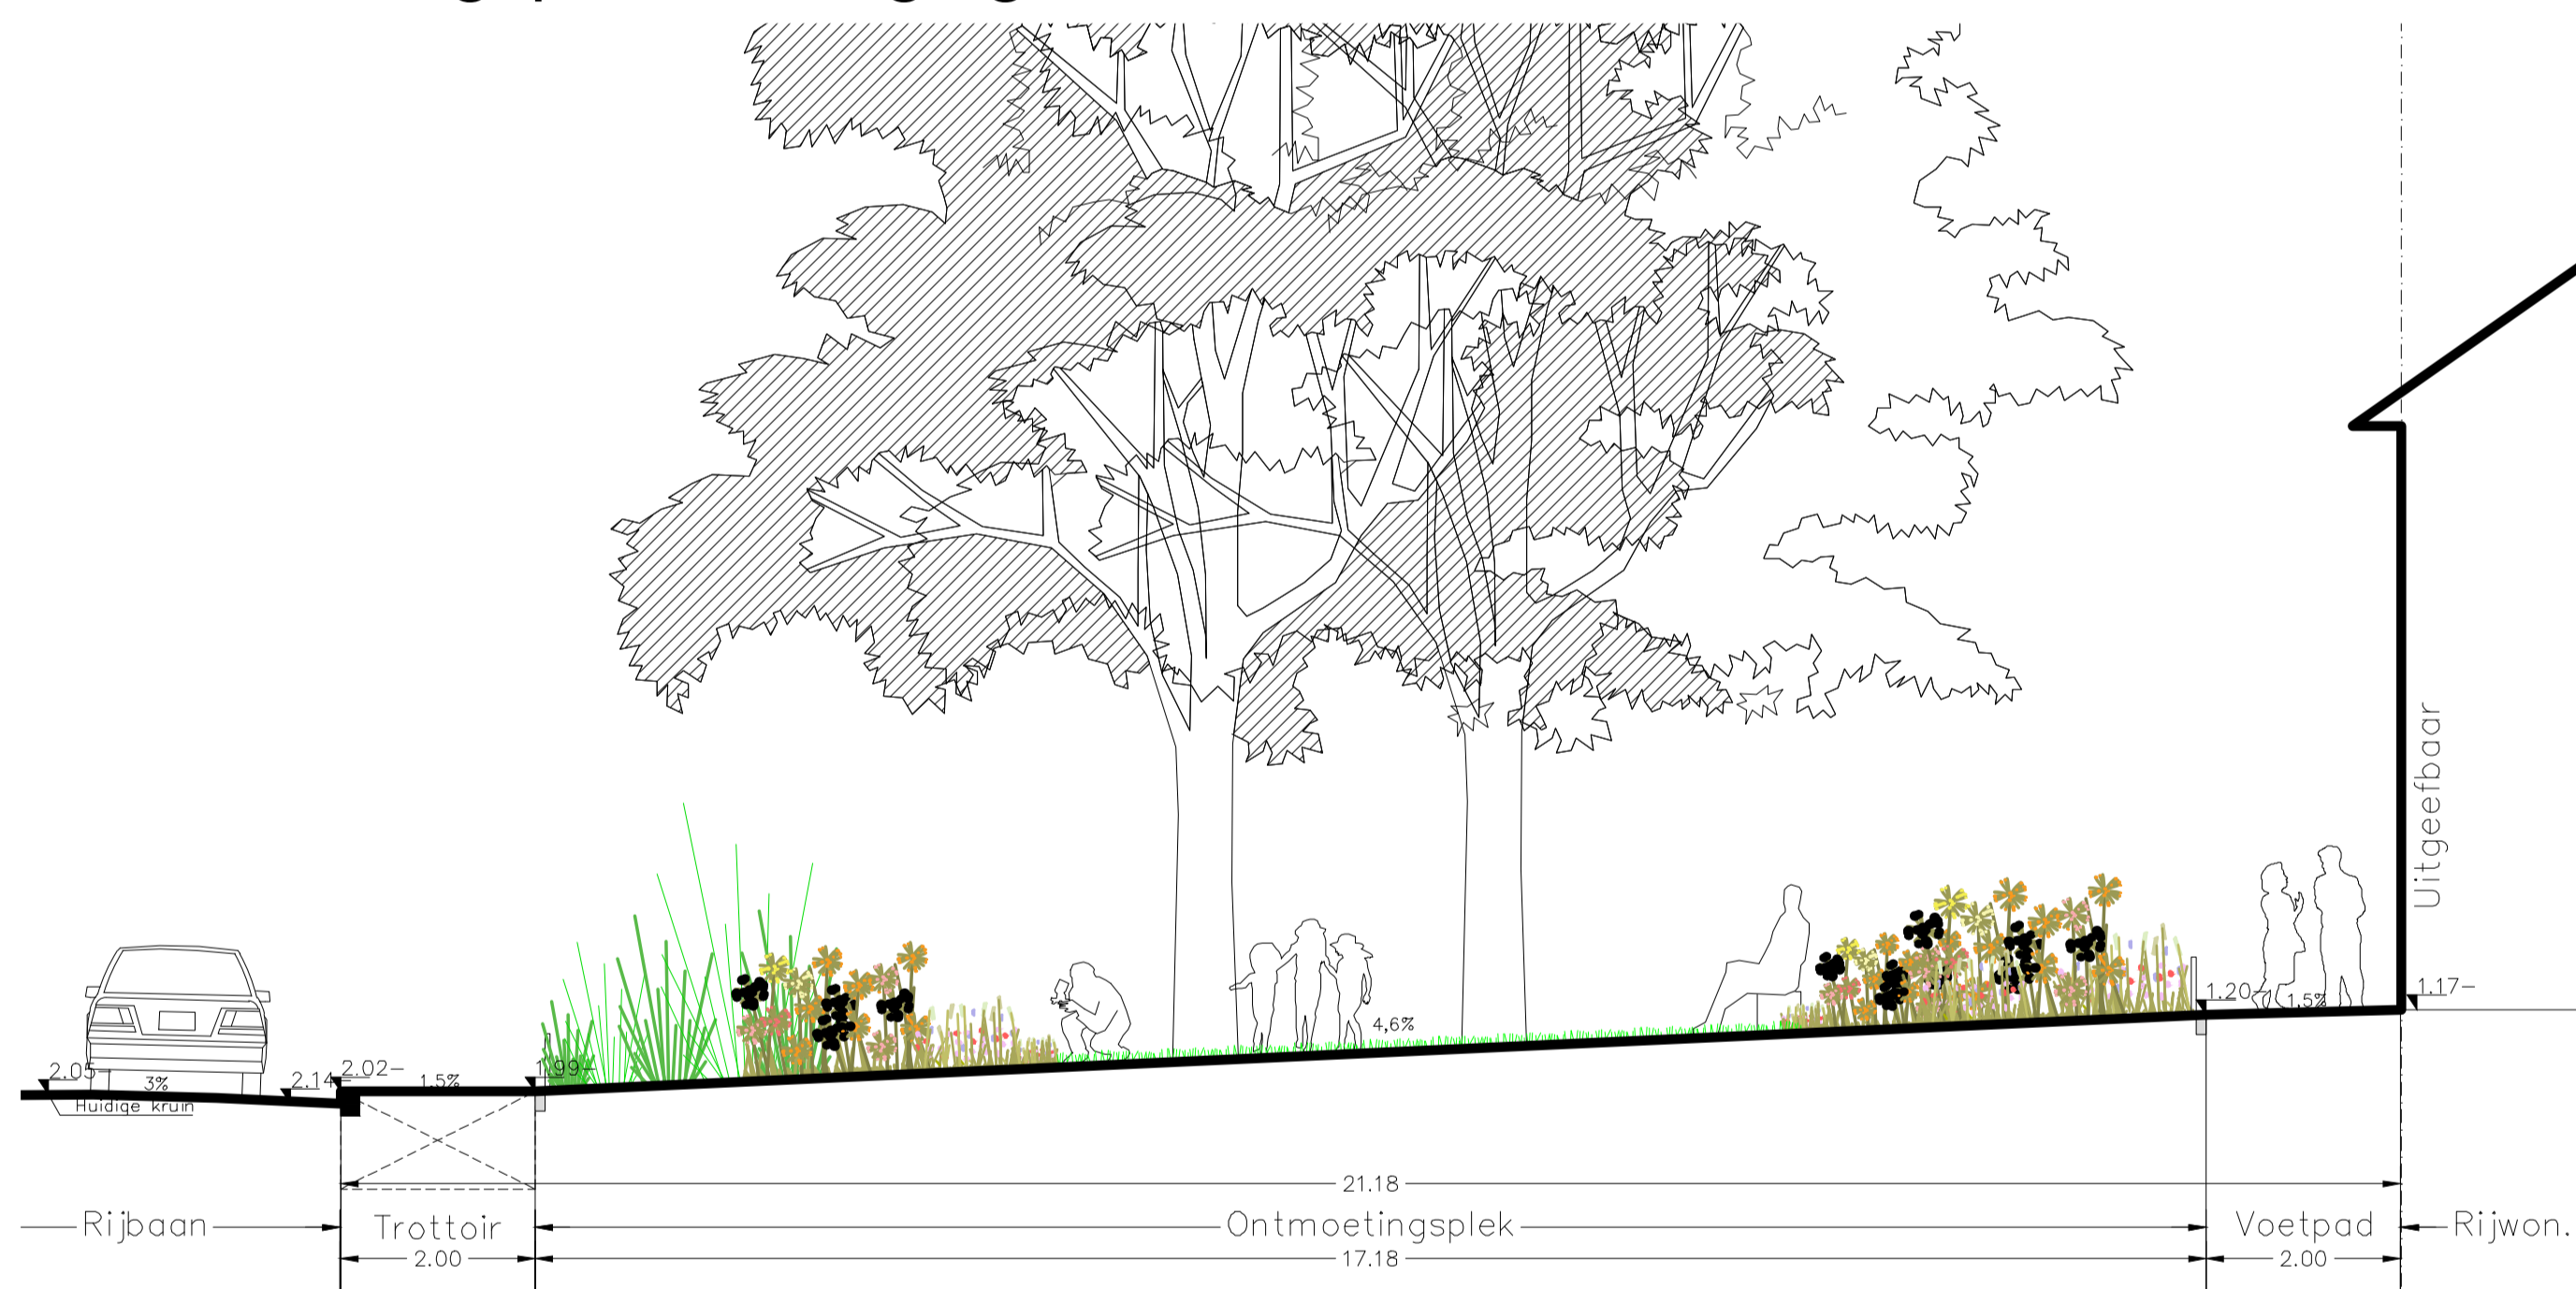 Uitgeefbaar
4,6%
1.20-
1.5%
1.17-
2.05-
3%
2.14-
2.02-
1.5%
1.99-
Huidige kruin
21.18
Rijbaan
Trottoir
Ontmoetingsplek
Voetpad
Rijwon.
2.00
17.18
2.00